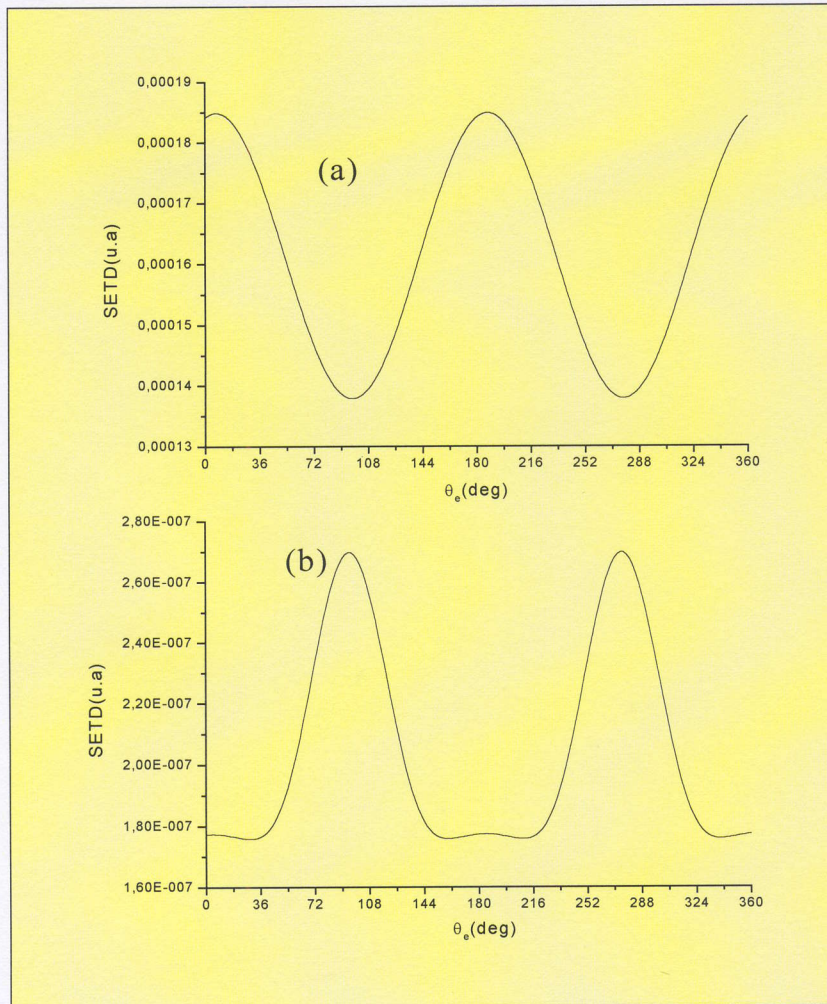 0,00019
0,00018
0,00017
0,00016
0,00015
0,00014
0,00013
SETD(u.a)
(a)
0 36 72 108 144 180 216 252 288 324 360
θe(deg)
2,80E-007
2,60E-007
2,40E-007
2,20E-007
2,00E-007
1,80E-007
1,60E-007
SETD(u.a)
(b)
0 36 72 108 144 180 216 252 288 324 360
θe(deg)